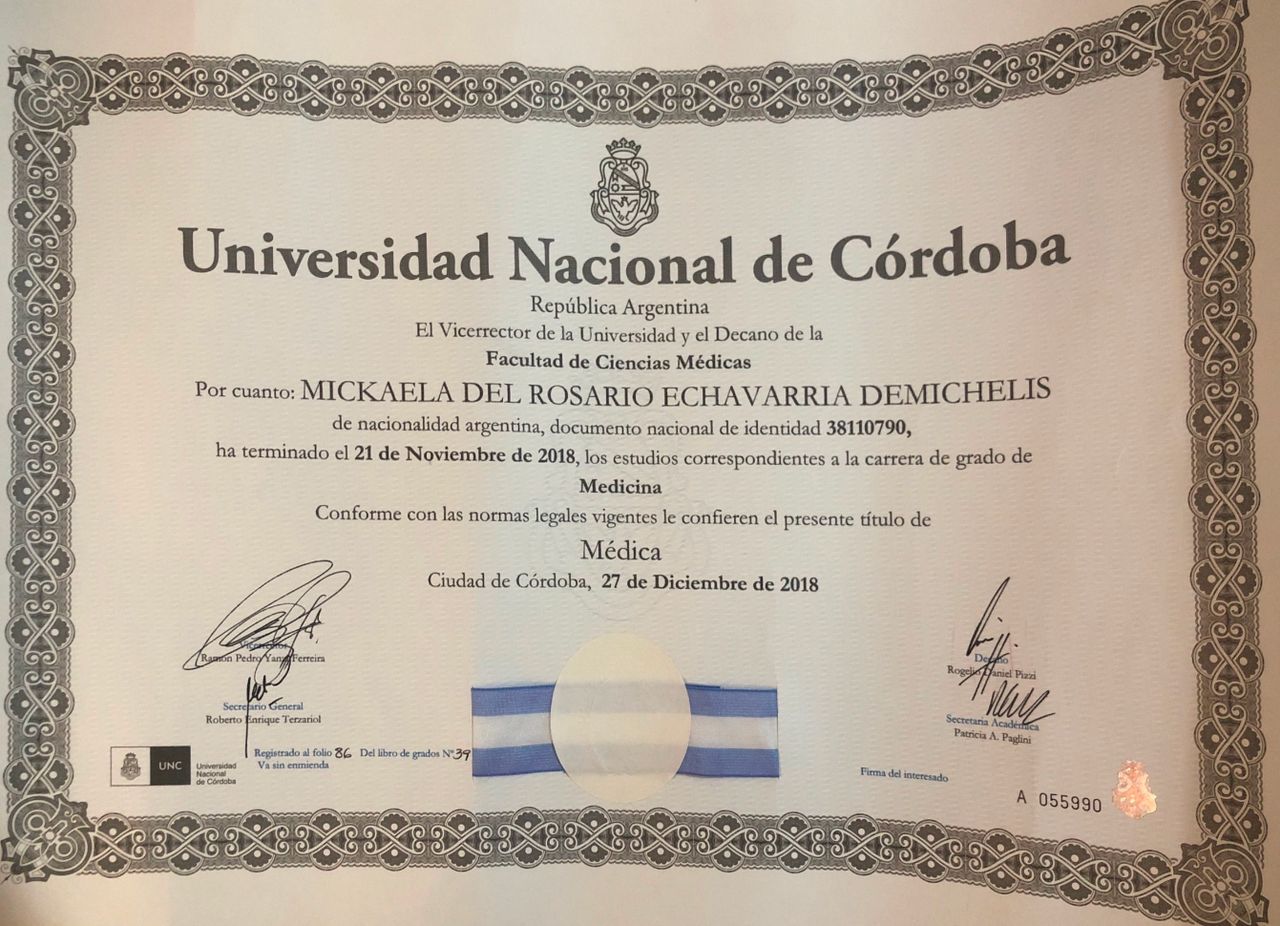 Universidad Nacional de Córdoba
República Argentina
El Vicerrector de la Universidad y el Decano de la
Facultad de Ciencias Médicas
Por cuanto: MICKAELA DEL ROSARIO ECHAVARRIA DEMICHELIS
de nacionalidad argentina, documento nacional de identidad 38110790,
ha terminado el 21 de Noviembre de 2018, los estudios correspondientes a la carrera de grado de
Medicina
Conforme con las normas legales vigentes le confieren el presente título de
Médica
Ciudad de Córdoba, 27 de Diciembre de 2018
Vicerrector
Ramón Pedro Yanzi Ferreira
Secretario General
Roberto Enrique Terzariol
Decano
Rogelio Daniel Pizzi
Secretaria Académica
Patricia A. Paglini
Registrado al folio 86 Del libro de grados N° 39
Va sin enmienda
UNC
Universidad
Nacional
de Córdoba
Firma del interesado
A 055990